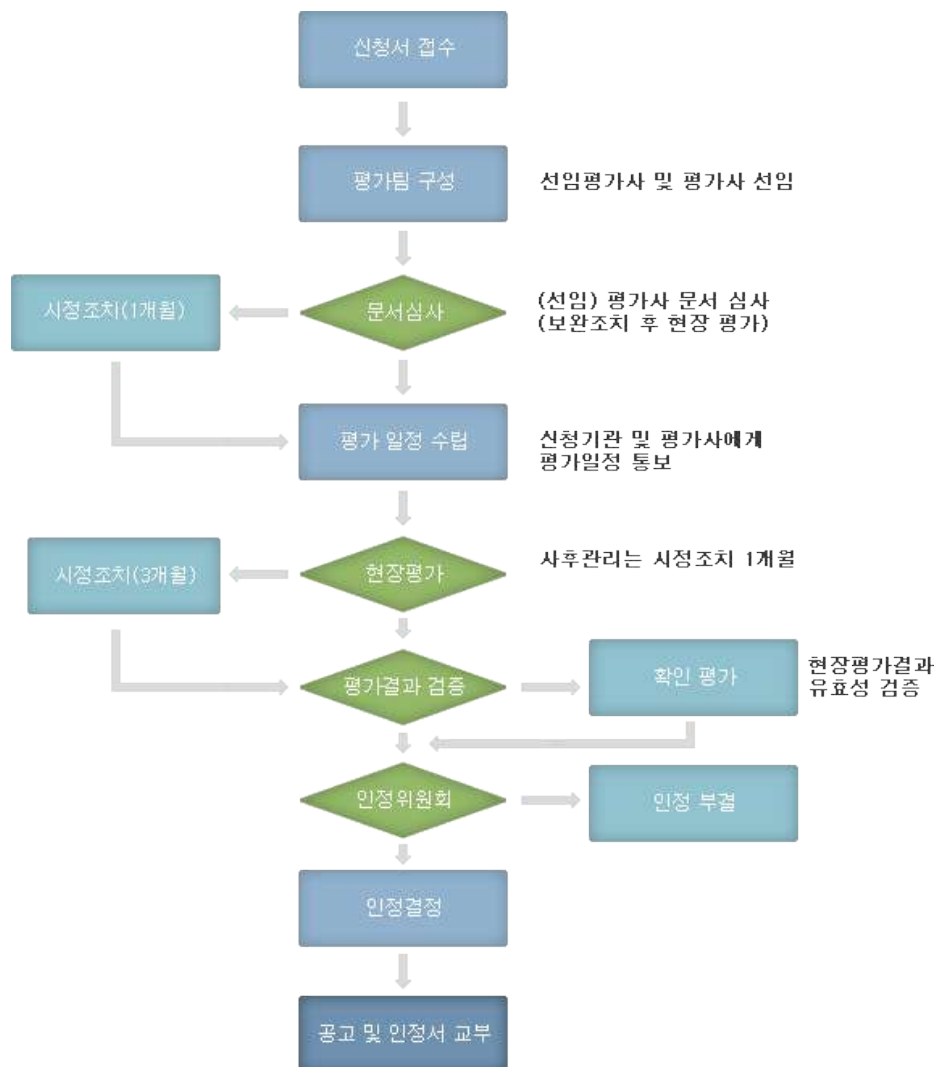 신청서 접수
평가팀 구성
선임평가사 및 평가사 선임
시정조치(1개월)
문서심사
(선임) 평가사 문서 심사
(보완조치 후 현장 평가)
평가 일정 수립
신청기관 및 평가사에게
평가일정 통보
시정조치(3개월)
현장평가
사후관리는 시정조치 1개월
평가결과 검증
확인 평가
현장평가결과
유효성 검증
인정위원회
인정 부결
인정결정
공고 및 인정서 교부